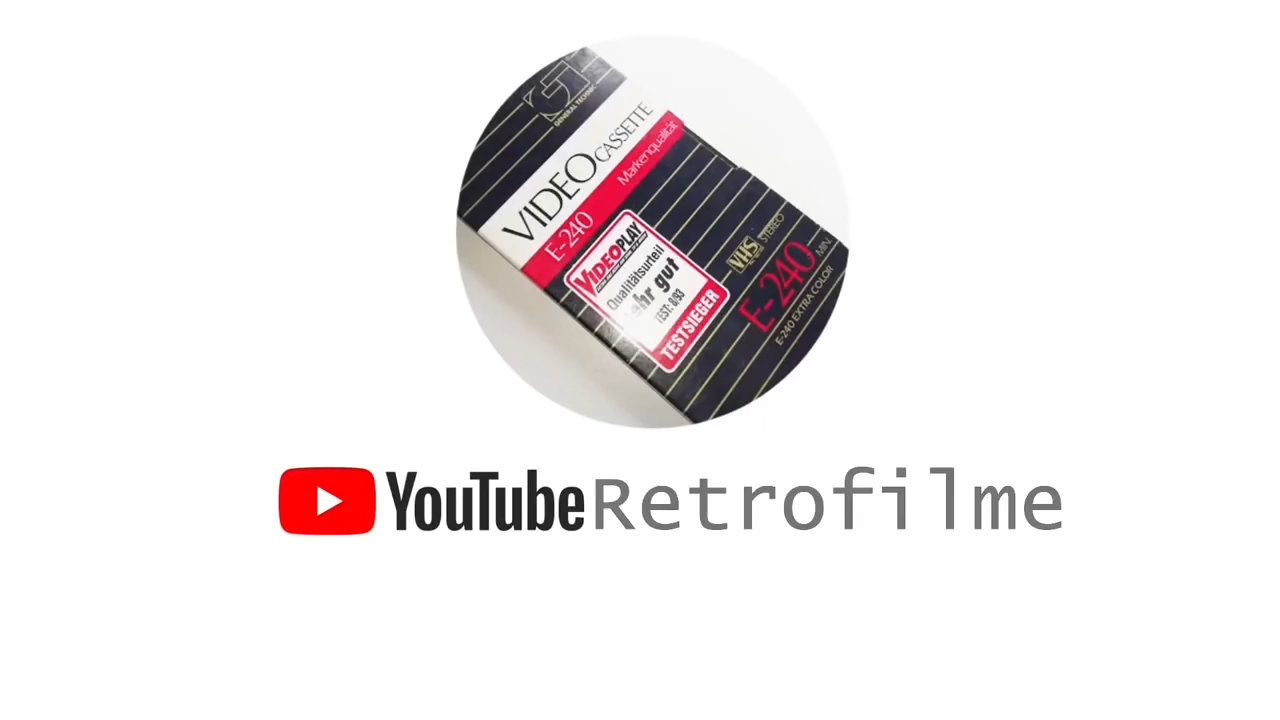 GT
GENERAL TECHNIC
VIDEO CASSETTE
E-240 Markenqualität
VIDEOPLAY
Qualitätsurteil
sehr gut
TEST: 8/93
TESTSIEGER
VHS STEREO
E-240 MIN.
E-240 EXTRA COLOR
YouTube Retrofilme